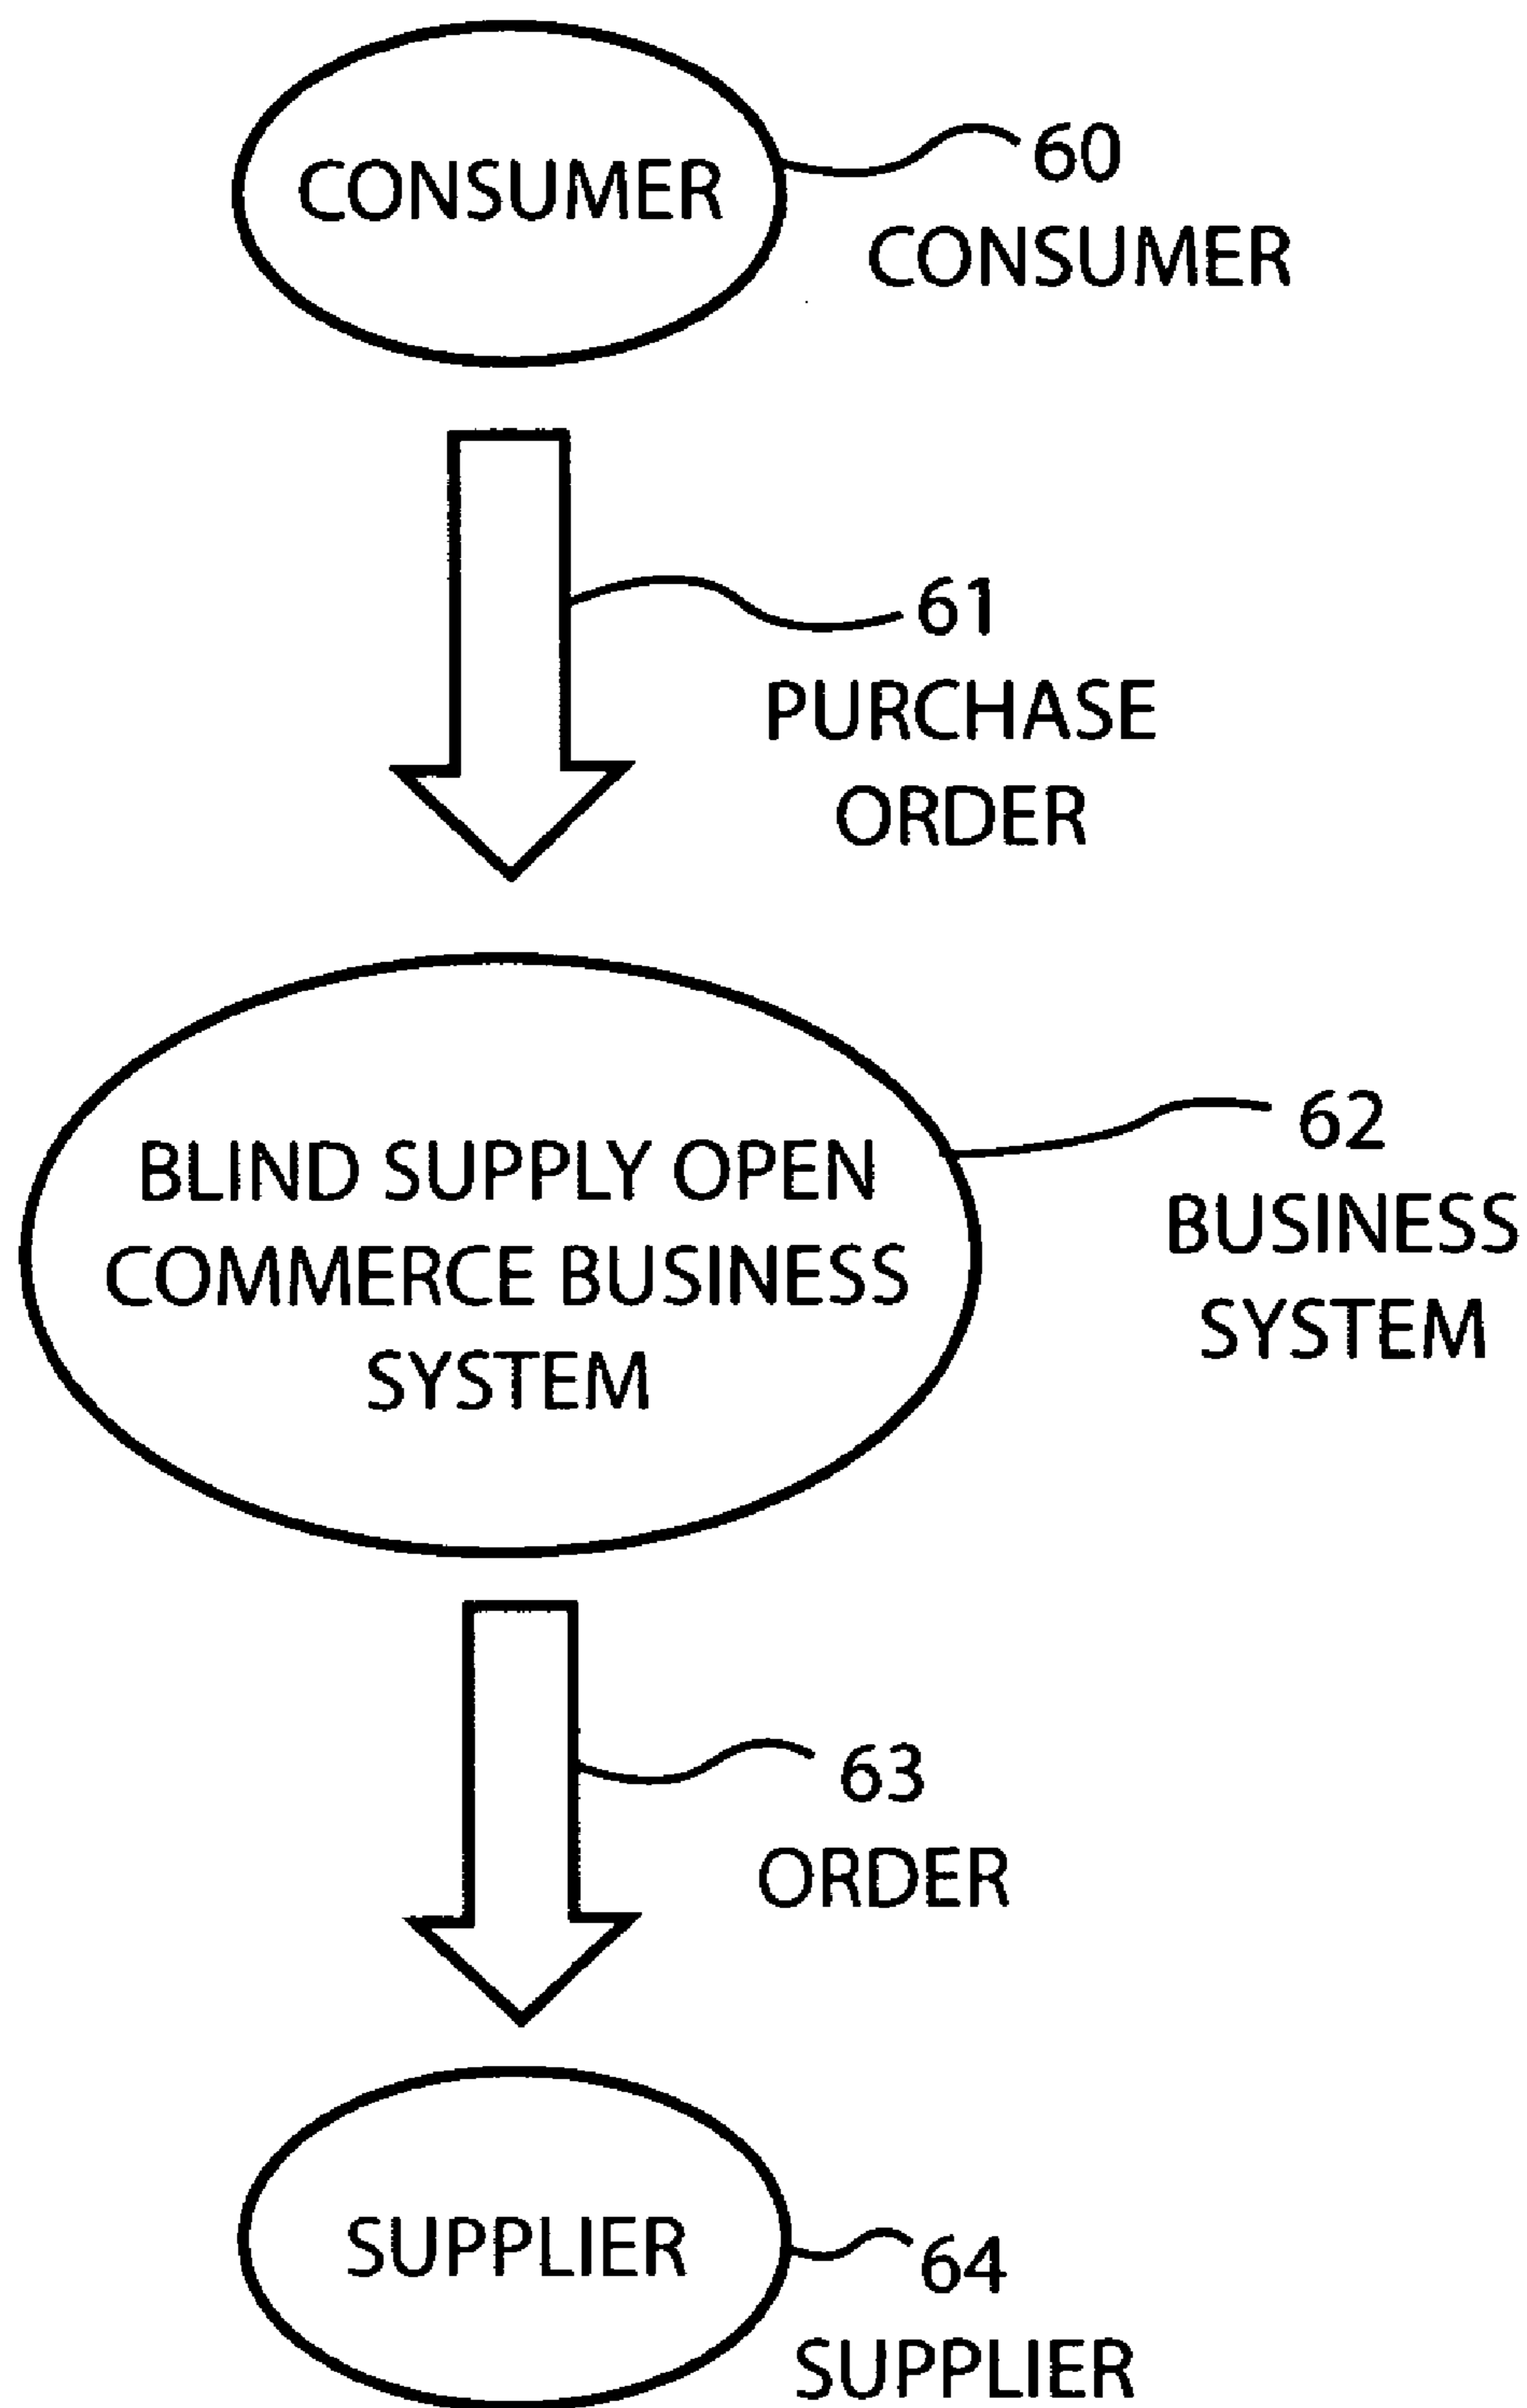 CONSUMER
60
CONSUMER
61
PURCHASE
ORDER
BLIND SUPPLY OPEN
COMMERCE BUSINESS
SYSTEM
62
BUSINESS
SYSTEM
63
ORDER
SUPPLIER
64
SUPPLIER